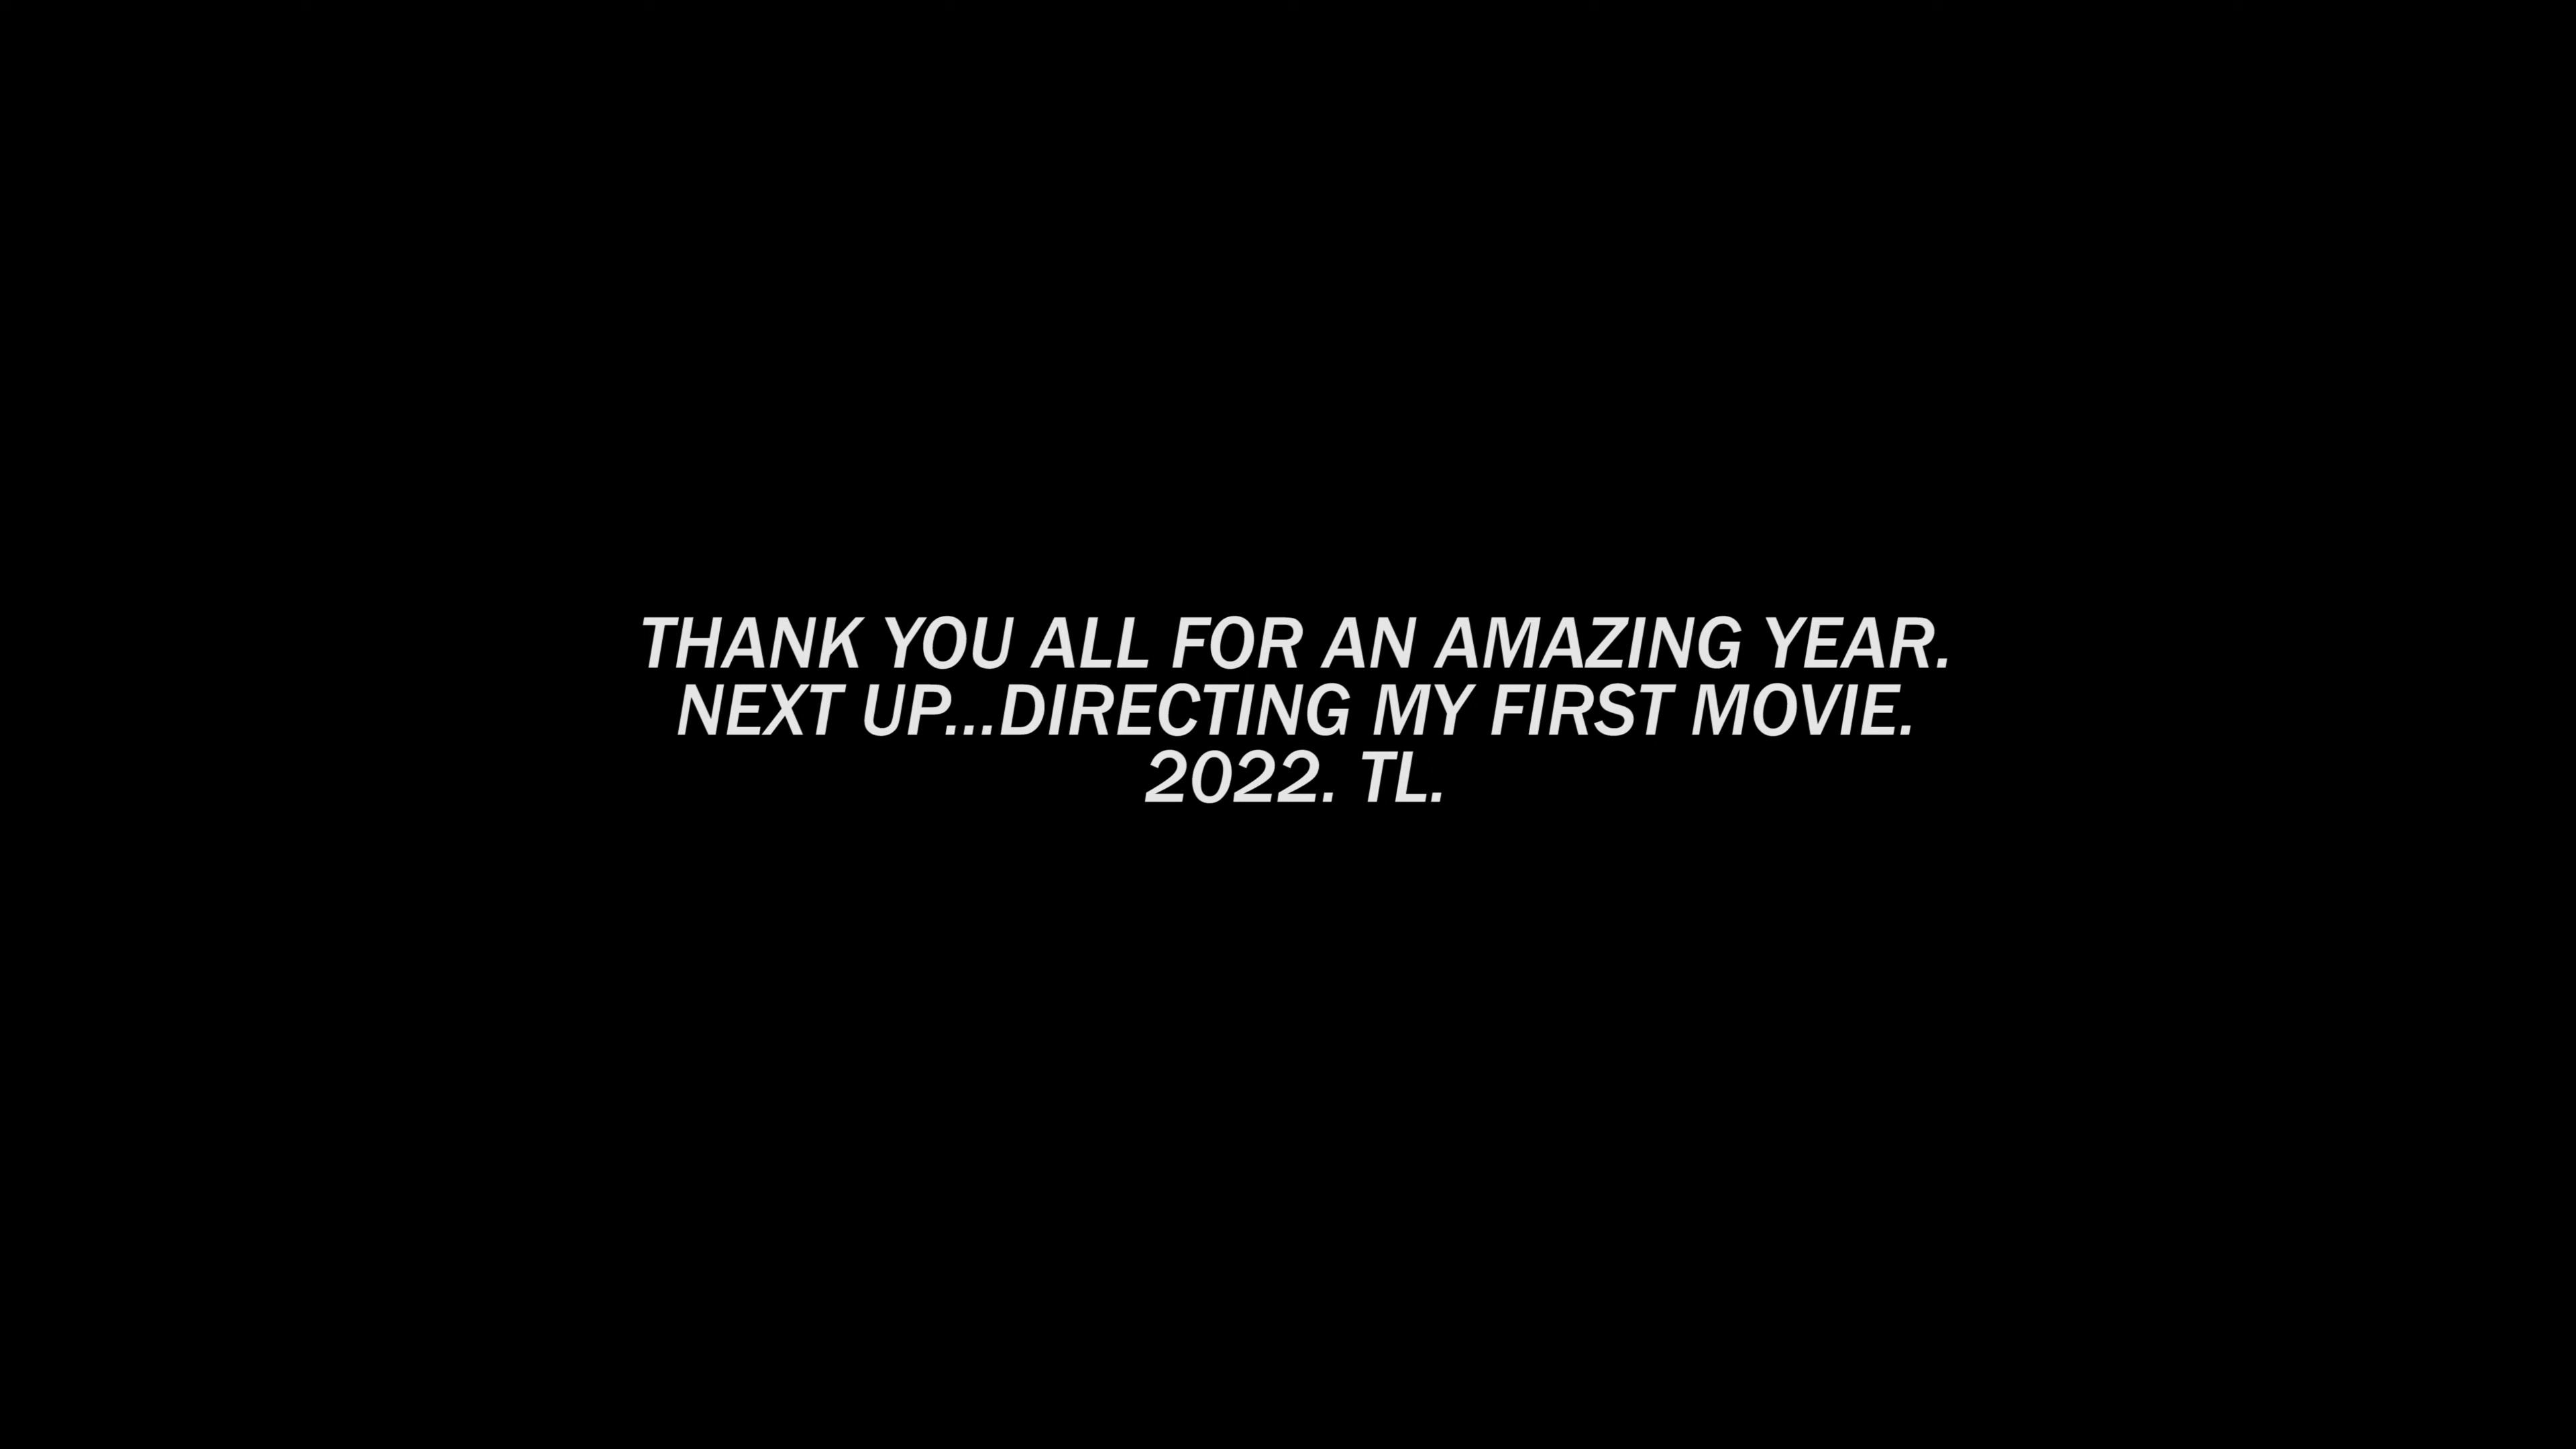 THANK YOU ALL FOR AN AMAZING YEAR.
NEXT UP...DIRECTING MY FIRST MOVIE.
2022. TL.